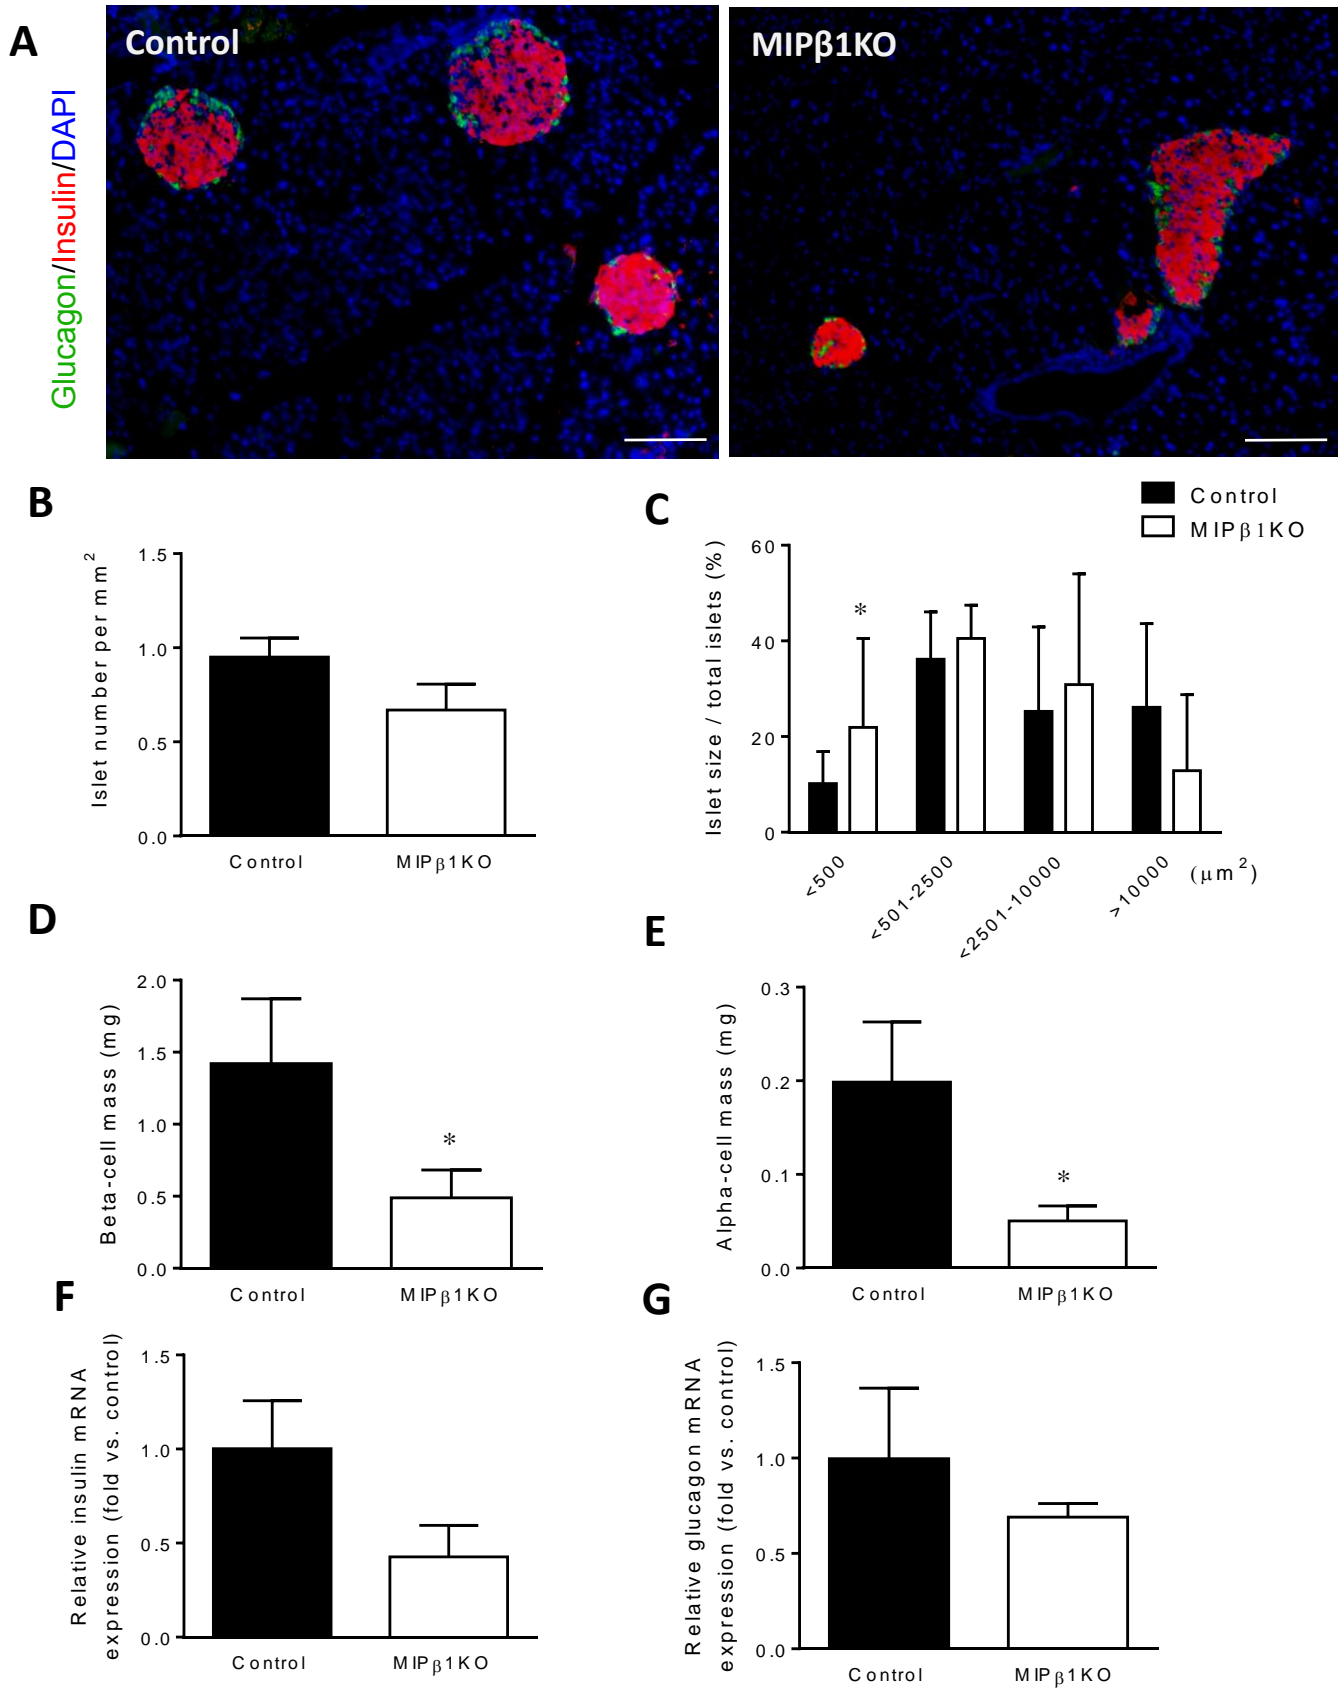 A
Control
MIPβ1KO
Glucagon/Insulin/DAPI
B
Islet number per mm²
1.5
1.0
0.5
0.0
Control
MIPβ1KO
C
Control
MIPβ1KO
Islet size / total islets (%)
60
40
20
0
*
<500
<501-2500
<2501-10000
>10000
(μm²)
D
Beta-cell mass (mg)
2.0
1.5
1.0
0.5
0.0
*
Control
MIPβ1KO
E
Alpha-cell mass (mg)
0.3
0.2
0.1
0.0
*
Control
MIPβ1KO
F
Relative insulin mRNA
expression (fold vs. control)
1.5
1.0
0.5
0.0
Control
MIPβ1KO
G
Relative glucagon mRNA
expression (fold vs. control)
1.5
1.0
0.5
0.0
Control
MIPβ1KO